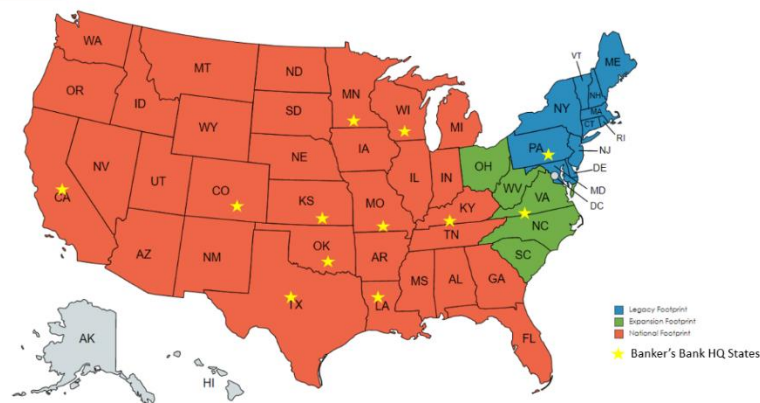 WA
MT
ND
MN
VT
ME
OR
ID
SD
WI
MI
NY
NH
MA
CT
RI
WY
NE
IA
PA
NJ
NV
UT
CO
KS
MO
IL
IN
OH
WV
VA
DE
MD
DC
CA
KY
NC
AZ
NM
OK
AR
TN
SC
TX
LA
MS
AL
GA
FL
AK
HI
Legacy Footprint
Expansion Footprint
National Footprint
Banker's Bank HQ States